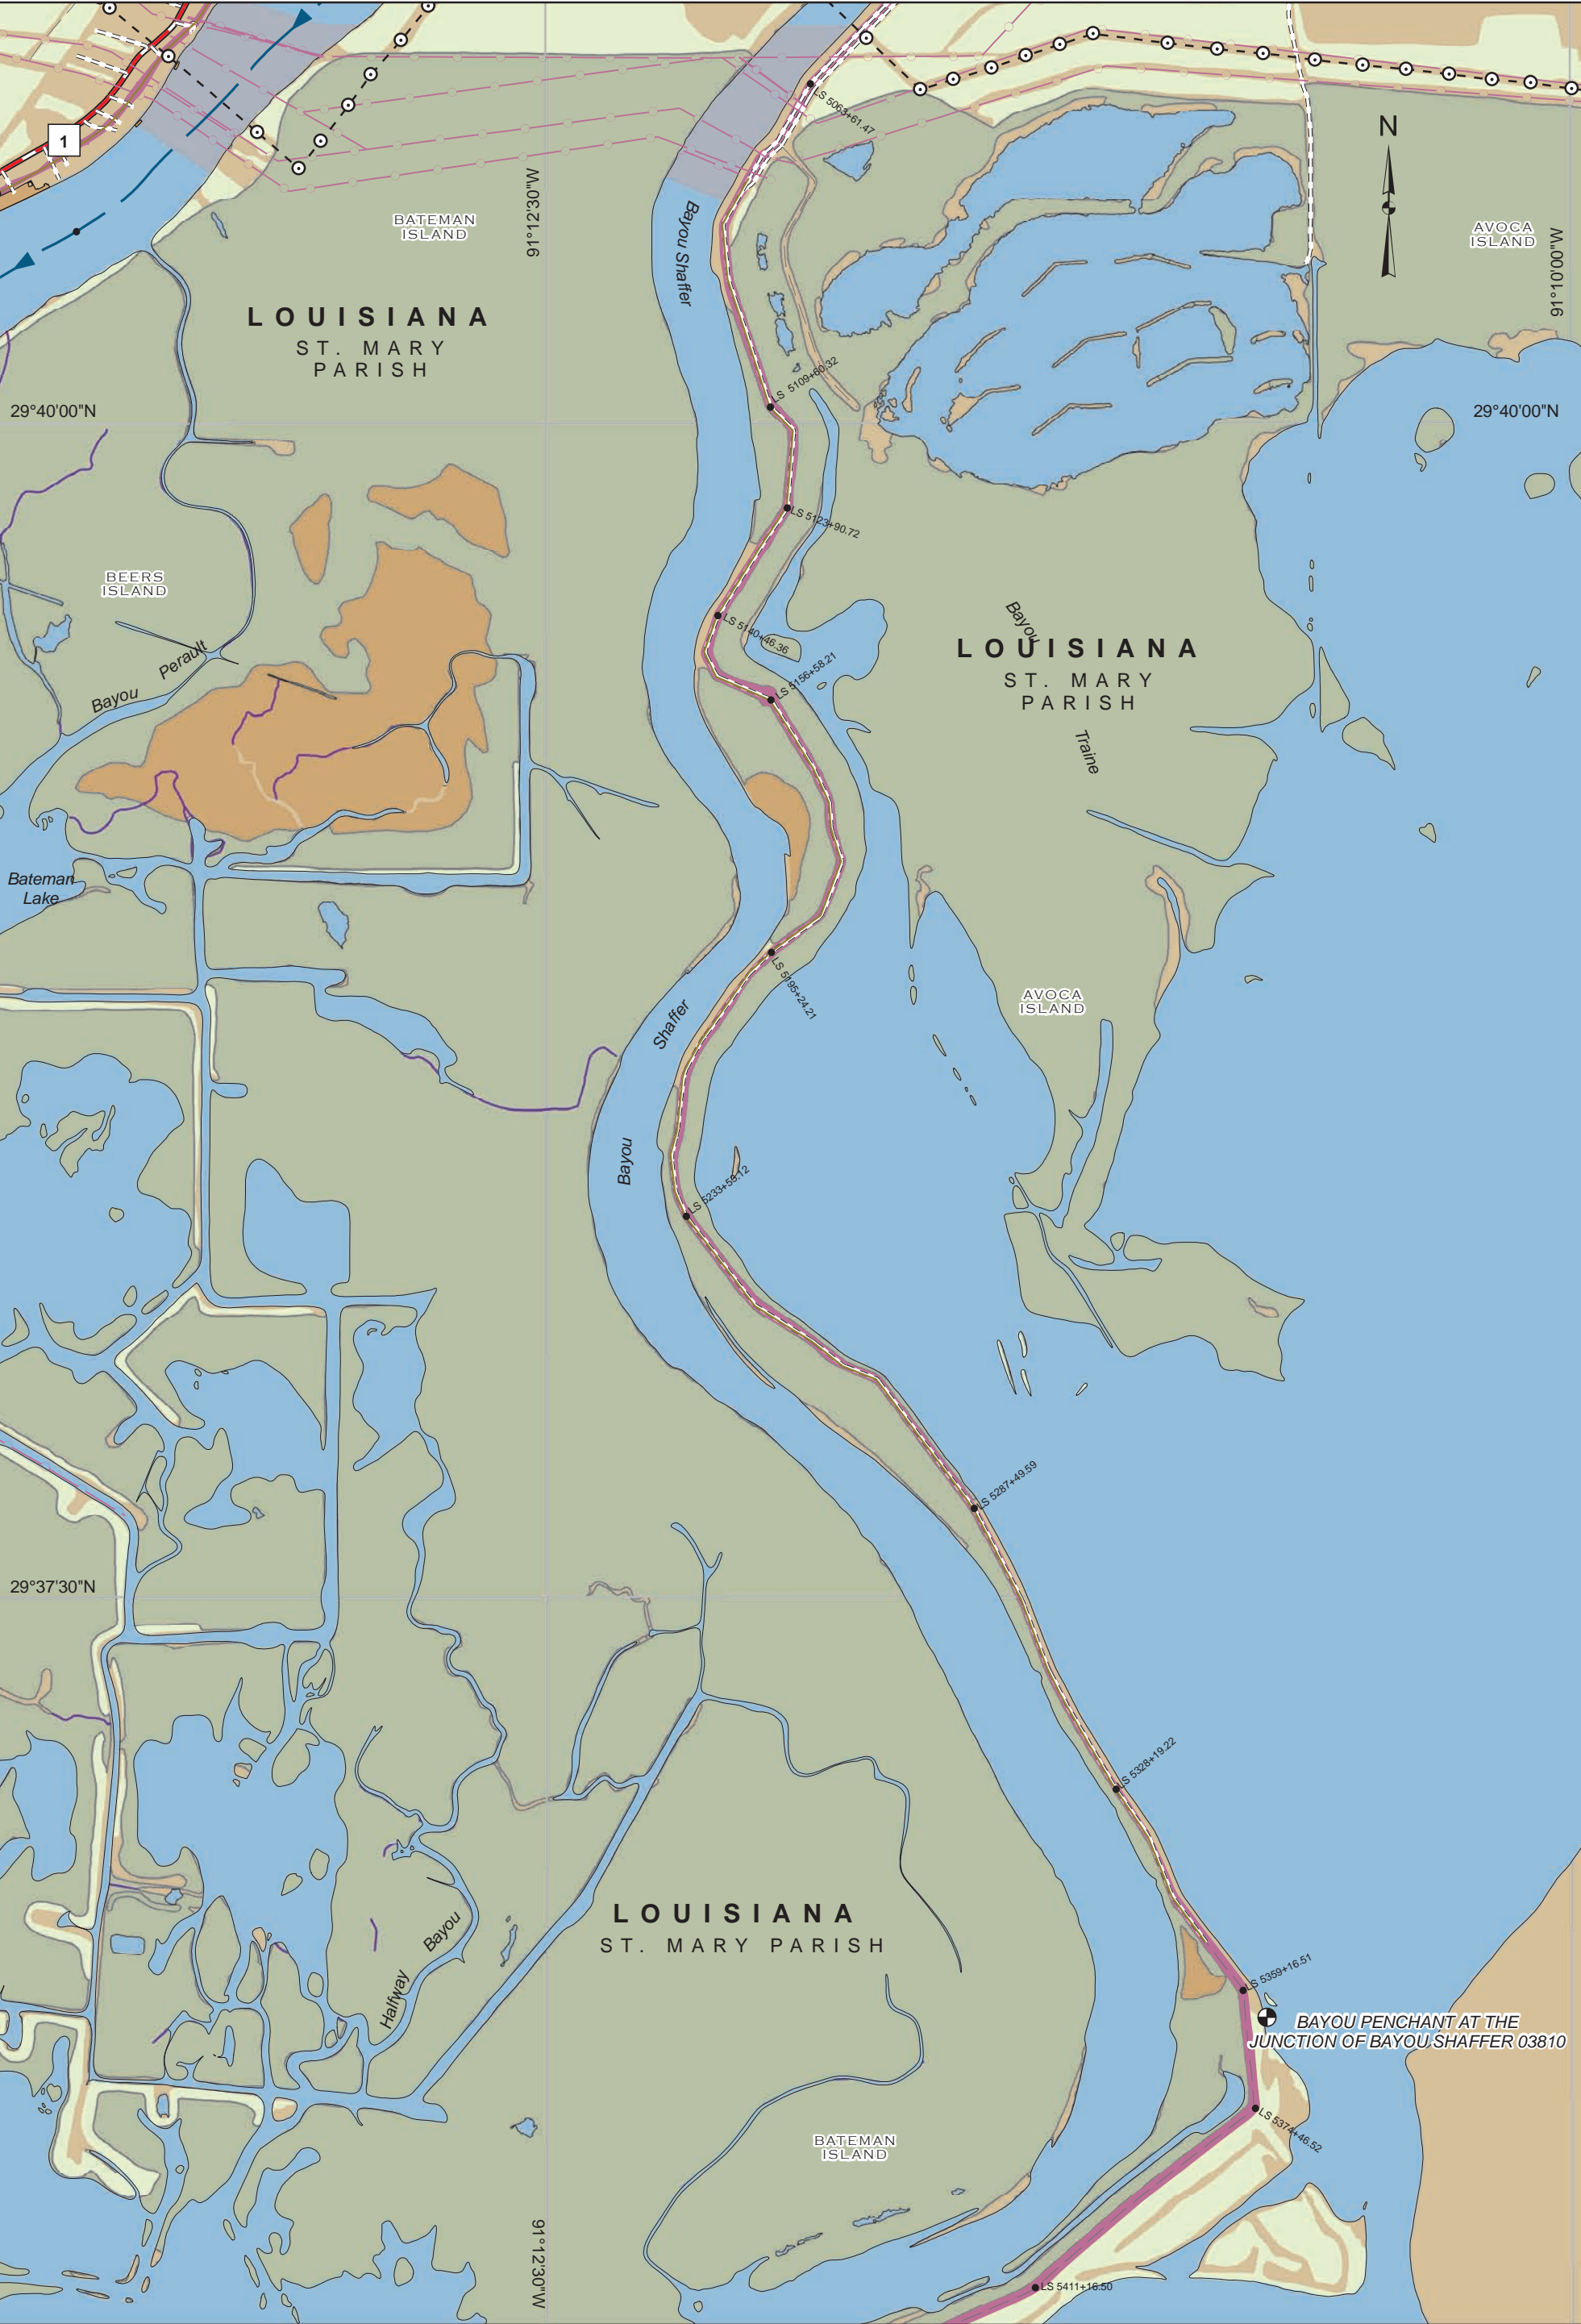 1
LS 5063+61.47
N
BATEMAN
ISLAND
91°12'30"W
Bayou Shaffer
AVOCA
ISLAND
91°10'00"W
LOUISIANA
ST. MARY
PARISH
LS 5109+60.32
29°40'00"N
29°40'00"N
LS 5123+90.72
BEERS
ISLAND
Bayou
Perault
LS 5140+46.36
LS 5156+58.21
Bayou
LOUISIANA
ST. MARY
PARISH
Traine
Bateman
Lake
LS 5195+24.21
AVOCA
ISLAND
Shaffer
Bayou
LS 5233+55.12
LS 5287+49.59
29°37'30"N
LS 5328+19.22
LOUISIANA
ST. MARY PARISH
Bayou
Halfway
LS 5359+16.51
BAYOU PENCHANT AT THE
JUNCTION OF BAYOU SHAFFER 03810
LS 5374+46.52
BATEMAN
ISLAND
91°12'30"W
LS 5411+16.50